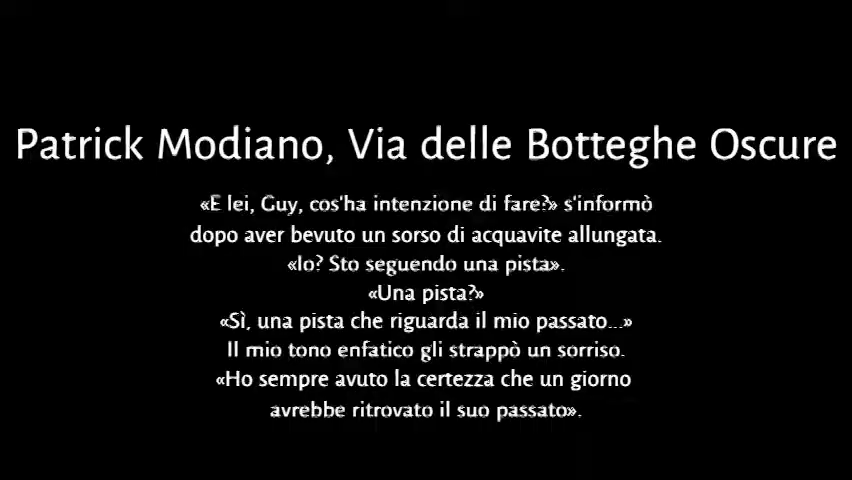 Patrick Modiano, Via delle Botteghe Oscure
«E lei, Guy, cos'ha intenzione di fare?» s'informò
dopo aver bevuto un sorso di acquavite allungata.
«Io? Sto seguendo una pista».
«Una pista?»
«Sì, una pista che riguarda il mio passato...»
Il mio tono enfatico gli strappò un sorriso.
«Ho sempre avuto la certezza che un giorno
avrebbe ritrovato il suo passato».